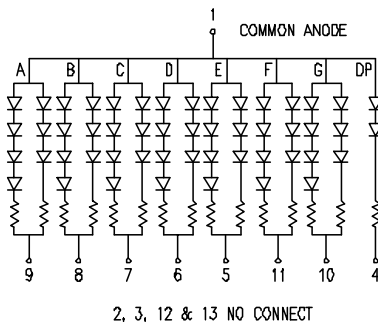 1
COMMON ANODE
A B C D E F G DP
9 8 7 6 5 11 10 4
2, 3, 12 & 13 NO CONNECT